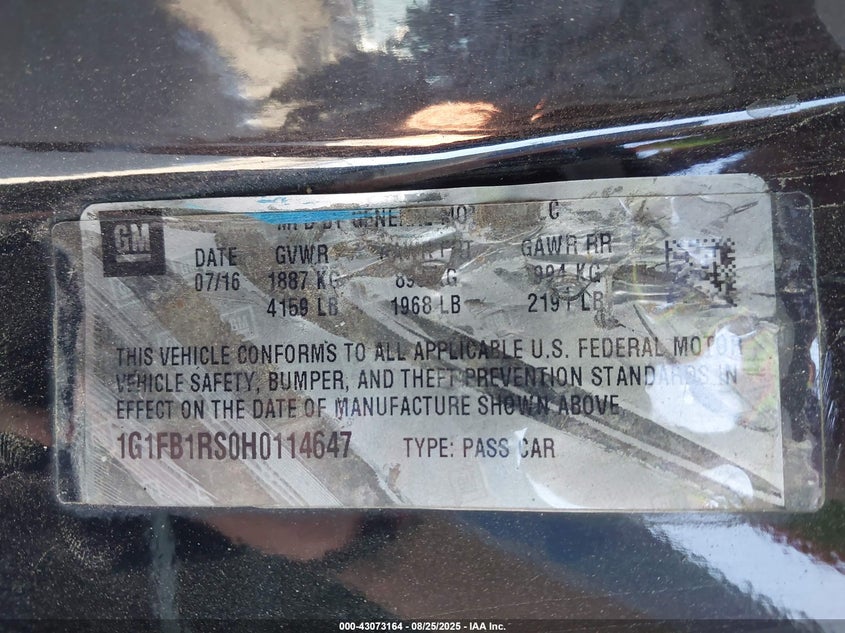 GM
DATE GVWR GAWR RR
07/16 1887 KG KG 994 KG
4159 LB 1968 LB 2191 LB
THIS VEHICLE CONFORMS TO ALL APPLICABLE U.S. FEDERAL MOTOR
VEHICLE SAFETY, BUMPER, AND THEFT PREVENTION STANDARDS IN
EFFECT ON THE DATE OF MANUFACTURE SHOWN ABOVE
1G1FB1RS0H0114647 TYPE: PASS CAR
000-43073164 - 08/25/2025 - IAA Inc.